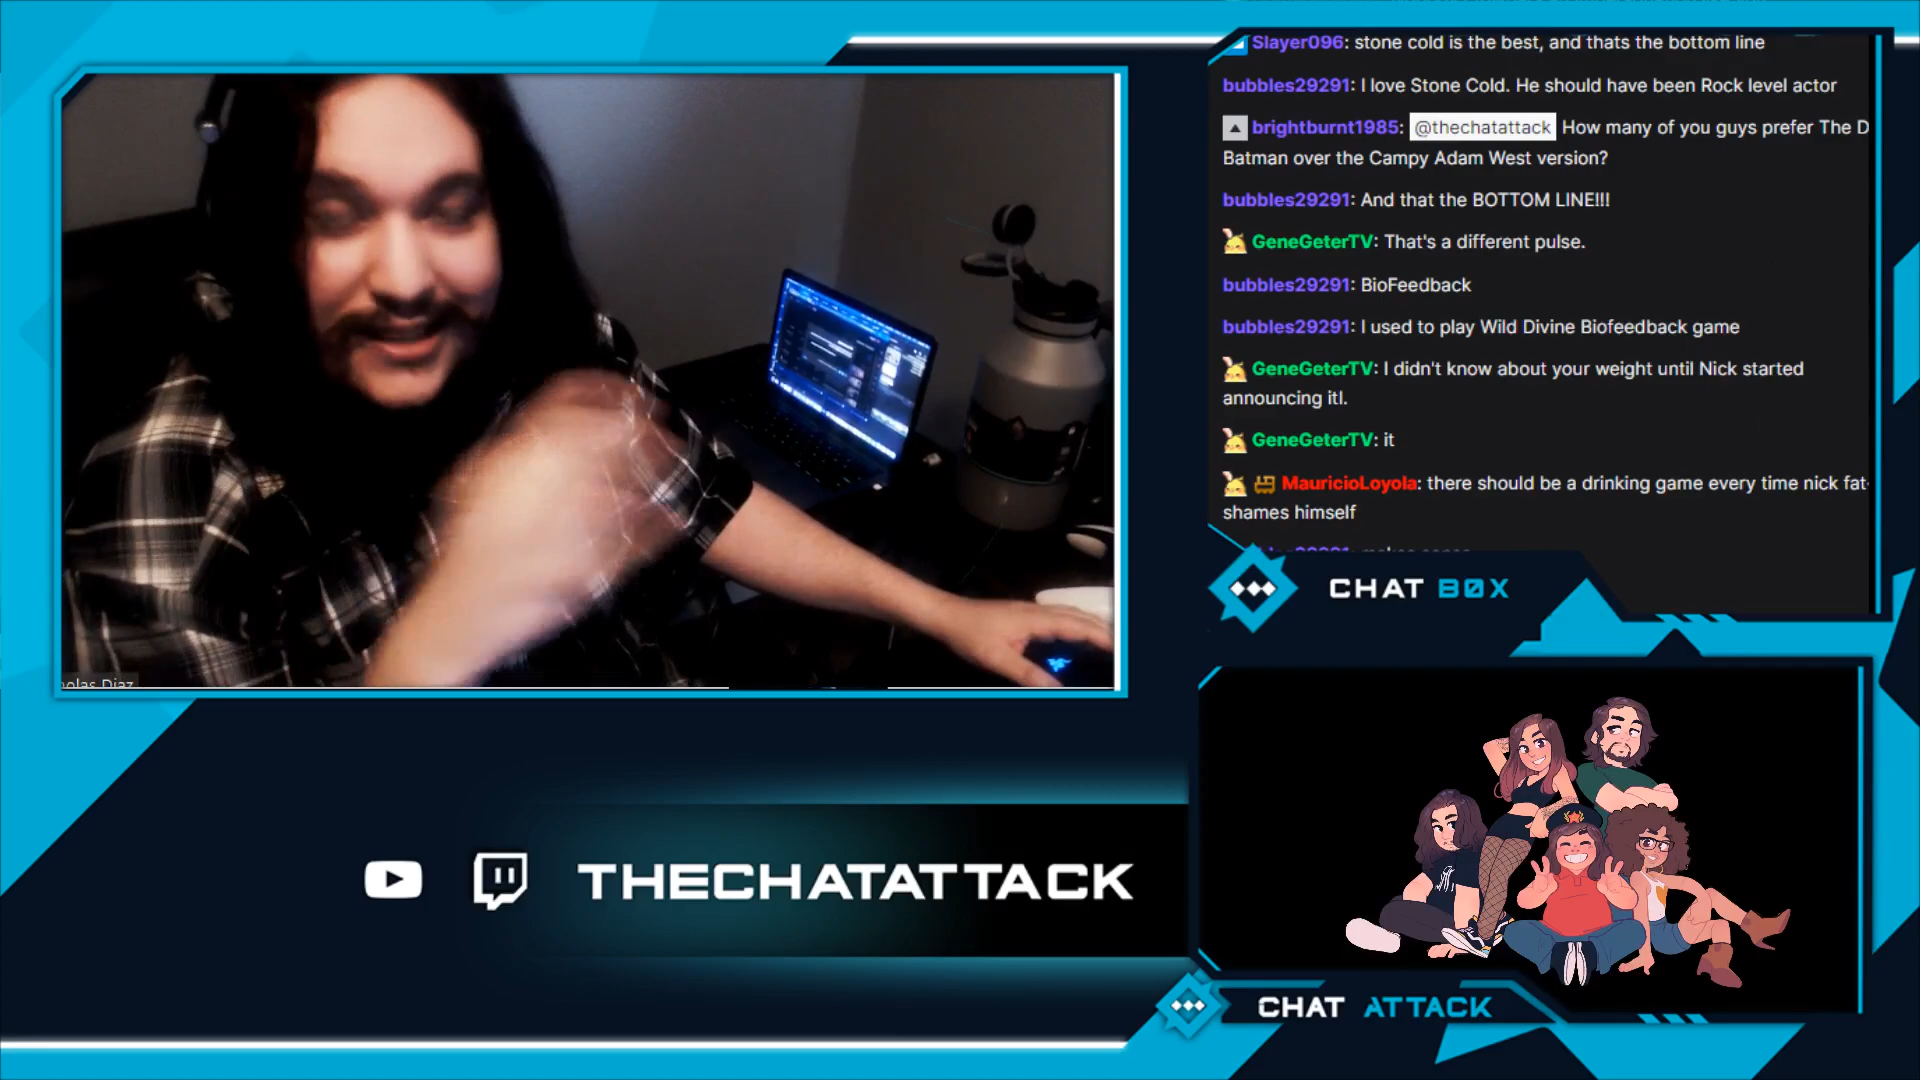 Slayer096: stone cold is the best, and thats the bottom line
bubbles29291: I love Stone Cold. He should have been Rock level actor
brightburnt1985: @thechatattack How many of you guys prefer The D
Batman over the Campy Adam West version?
bubbles29291: And that the BOTTOM LINE!!!
GeneGeterTV: That's a different pulse.
bubbles29291: BioFeedback
bubbles29291: I used to play Wild Divine Biofeedback game
GeneGeterTV: I didn't know about your weight until Nick started
announcing itl.
GeneGeterTV: it
MauricioLoyola: there should be a drinking game every time nick fat-
shames himself
CHAT BOX
olas Diaz
THECHATATTACK
CHAT ATTACK